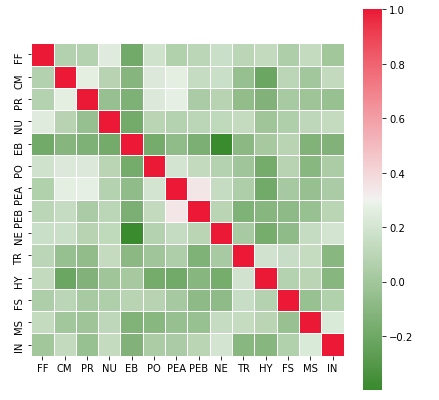 FF
CM
PR
NU
EB
PO
PEA
PEB
NE
TR
HY
FS
MS
IN
FF CM PR NU EB PO PEA PEB NE TR HY FS MS IN
1.0
0.8
0.6
0.4
0.2
0.0
−0.2